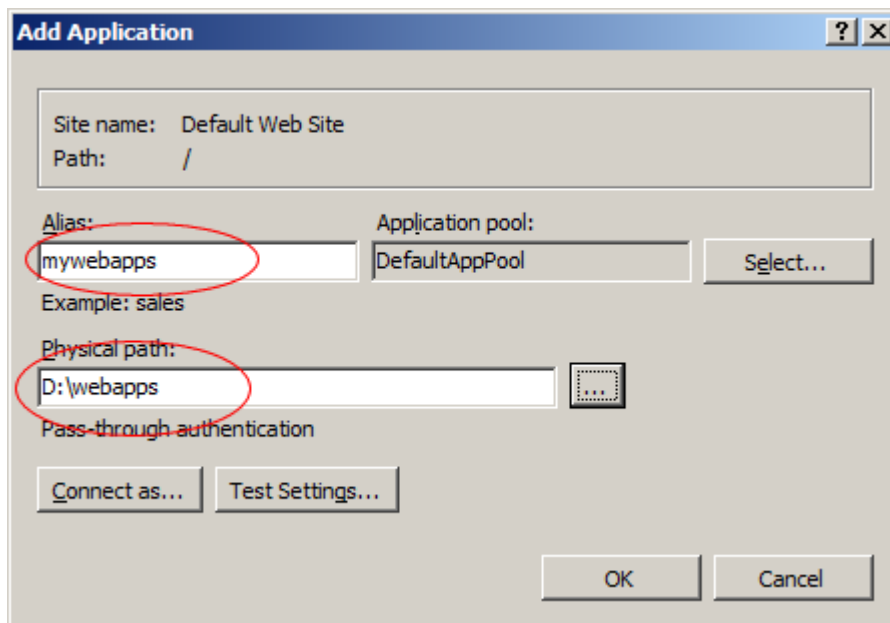 Add Application
Site name: Default Web Site
Path: /
Alias: Application pool:
mywebapps DefaultAppPool Select...
Example: sales
Physical path:
D:\webapps ...
Pass-through authentication
Connect as... Test Settings...
OK Cancel